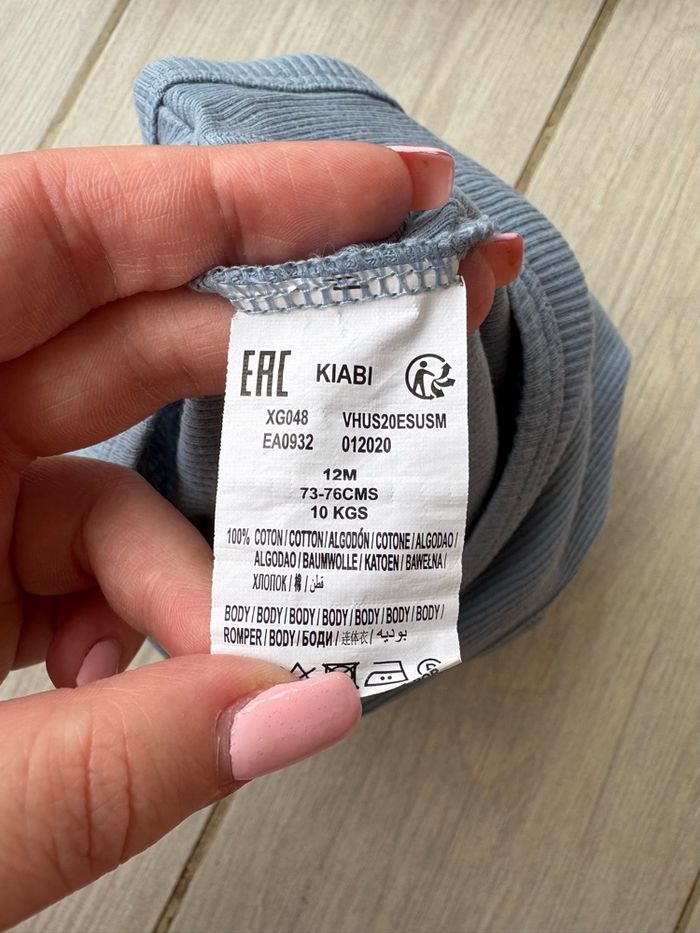 EAC KIABI
XG048 VHUS20ESUSM
EA0932 012020
12M
73-76CMS
10 KGS
100% COTON/COTTON/ALGODÓN/COTONE/ALGODAO/
ALGODAO/BAUMWOLLE/KATOEN/BAWEŁNA/
ХЛОПОК/棉/قطن/
BODY/BODY/BODY/BODY/BODY/BODY/BODY/
ROMPER/BODY/БОДИ/连体衣/بوديه